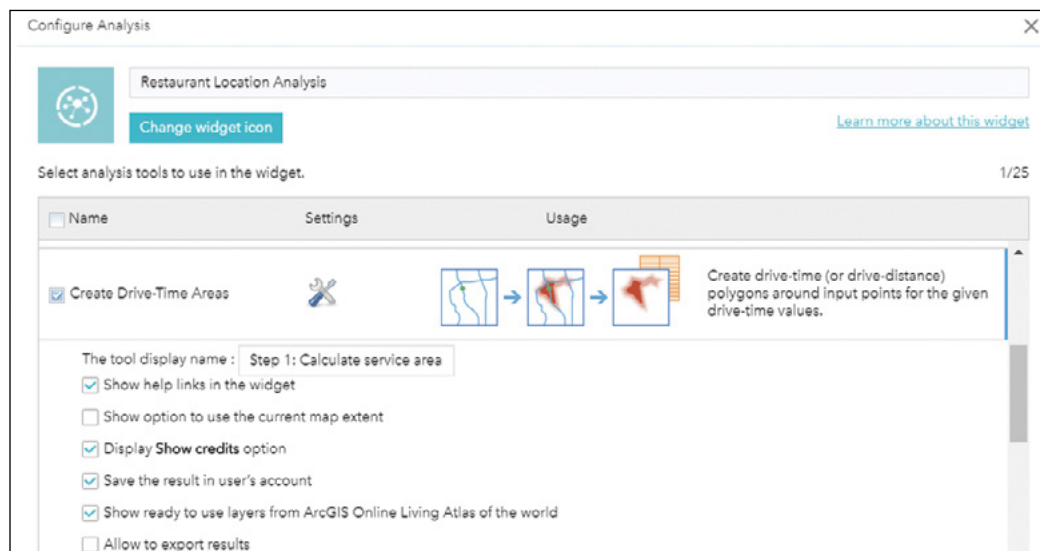 Configure Analysis
Restaurant Location Analysis
Change widget icon
Learn more about this widget
Select analysis tools to use in the widget.
1/25
Name Settings Usage
Create Drive-Time Areas
Create drive-time (or drive-distance)
polygons around input points for the given
drive-time values.
The tool display name : Step 1: Calculate service area
Show help links in the widget
Show option to use the current map extent
Display Show credits option
Save the result in user's account
Show ready to use layers from ArcGIS Online Living Atlas of the world
Allow to export results